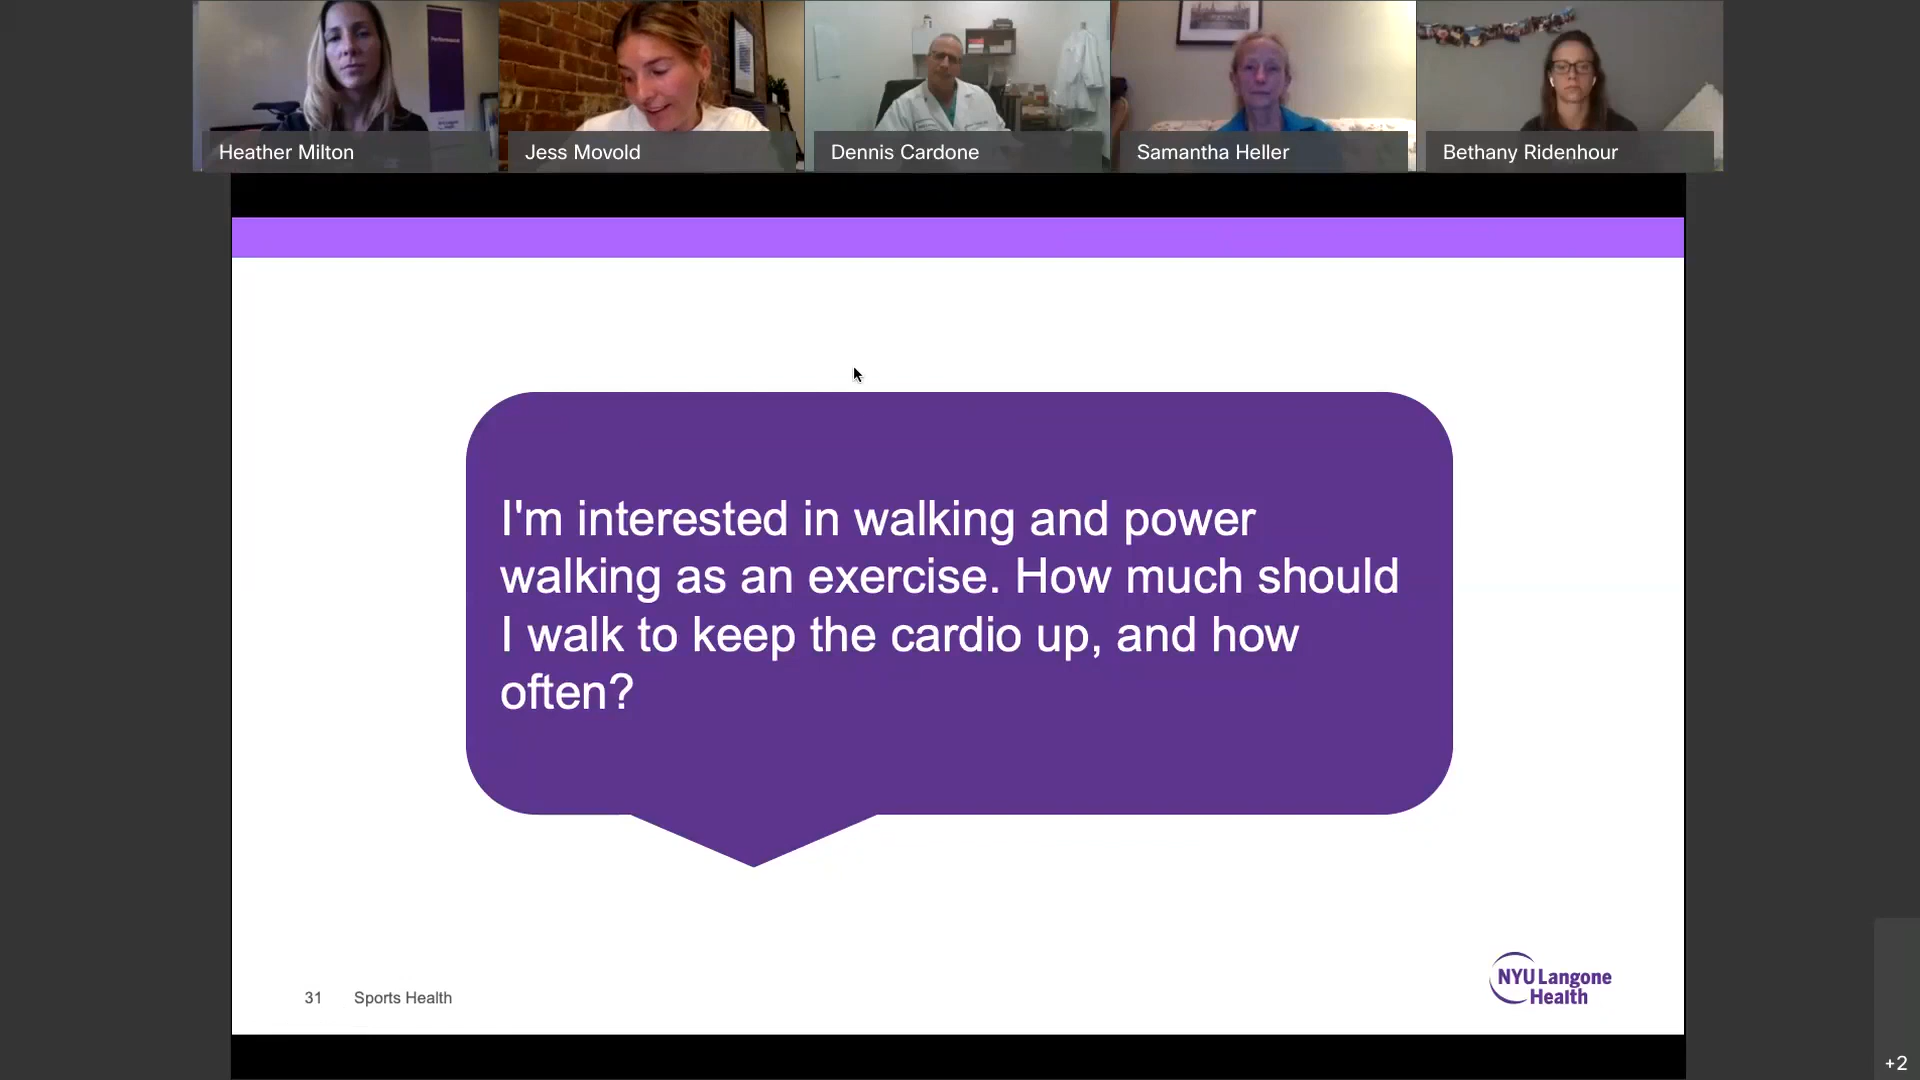 Performance
Heather Milton
Jess Movold
Dennis Cardone
Samantha Heller
Bethany Ridenhour
I'm interested in walking and power
walking as an exercise. How much should
I walk to keep the cardio up, and how
often?
31 Sports Health
NYU Langone
Health
+2